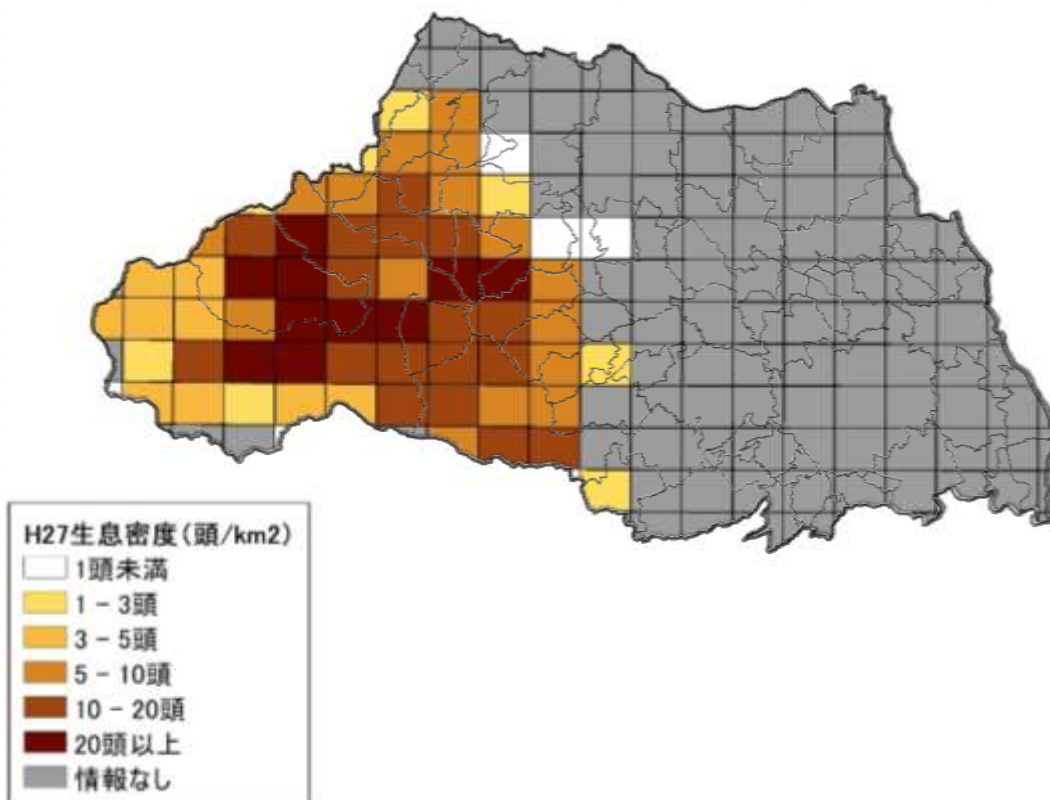 H27生息密度(頭/km2)
1頭未満
1 - 3頭
3 - 5頭
5 - 10頭
10 - 20頭
20頭以上
情報なし